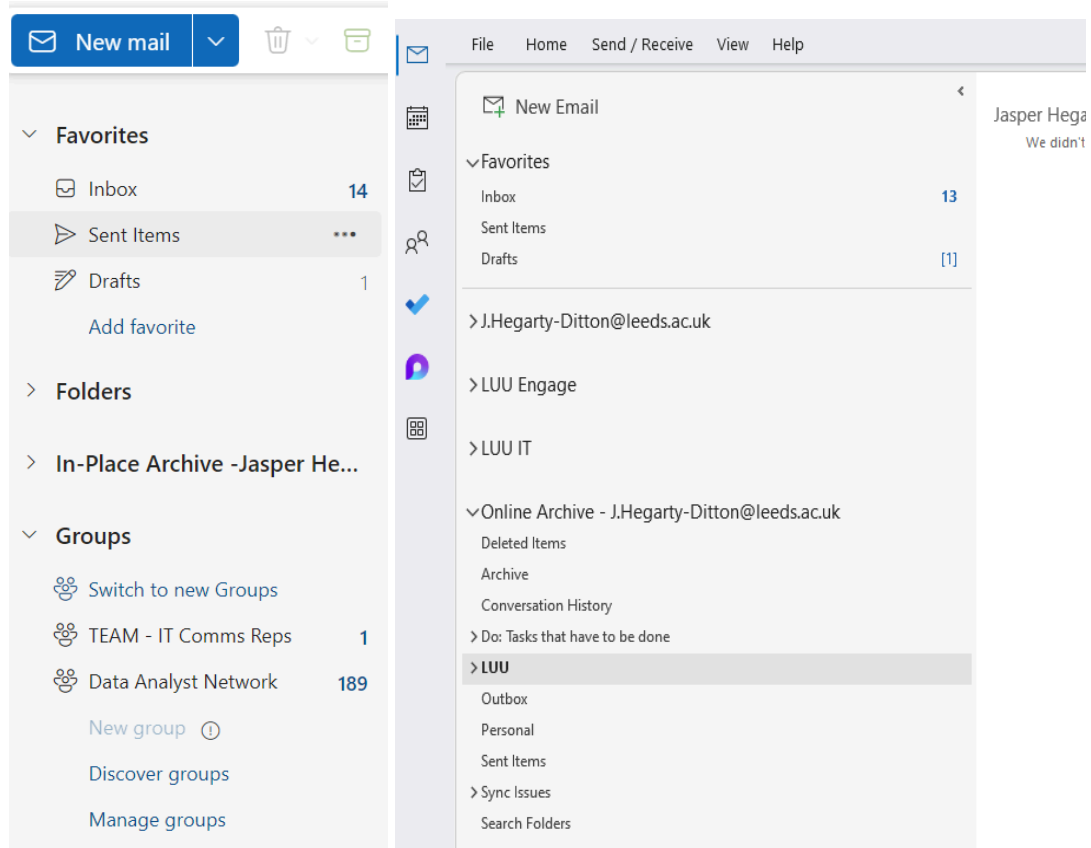 New mail
Favorites
Inbox 14
Sent Items
Drafts 1
Add favorite
Folders
In-Place Archive -Jasper He...
Groups
Switch to new Groups
TEAM - IT Comms Reps 1
Data Analyst Network 189
New group
Discover groups
Manage groups
File Home Send / Receive View Help
New Email
Favorites
Inbox 13
Sent Items
Drafts [1]
J.Hegarty-Ditton@leeds.ac.uk
LUU Engage
LUU IT
Online Archive - J.Hegarty-Ditton@leeds.ac.uk
Deleted Items
Archive
Conversation History
Do: Tasks that have to be done
LUU
Outbox
Personal
Sent Items
Sync Issues
Search Folders
Jasper Hega
We didn't